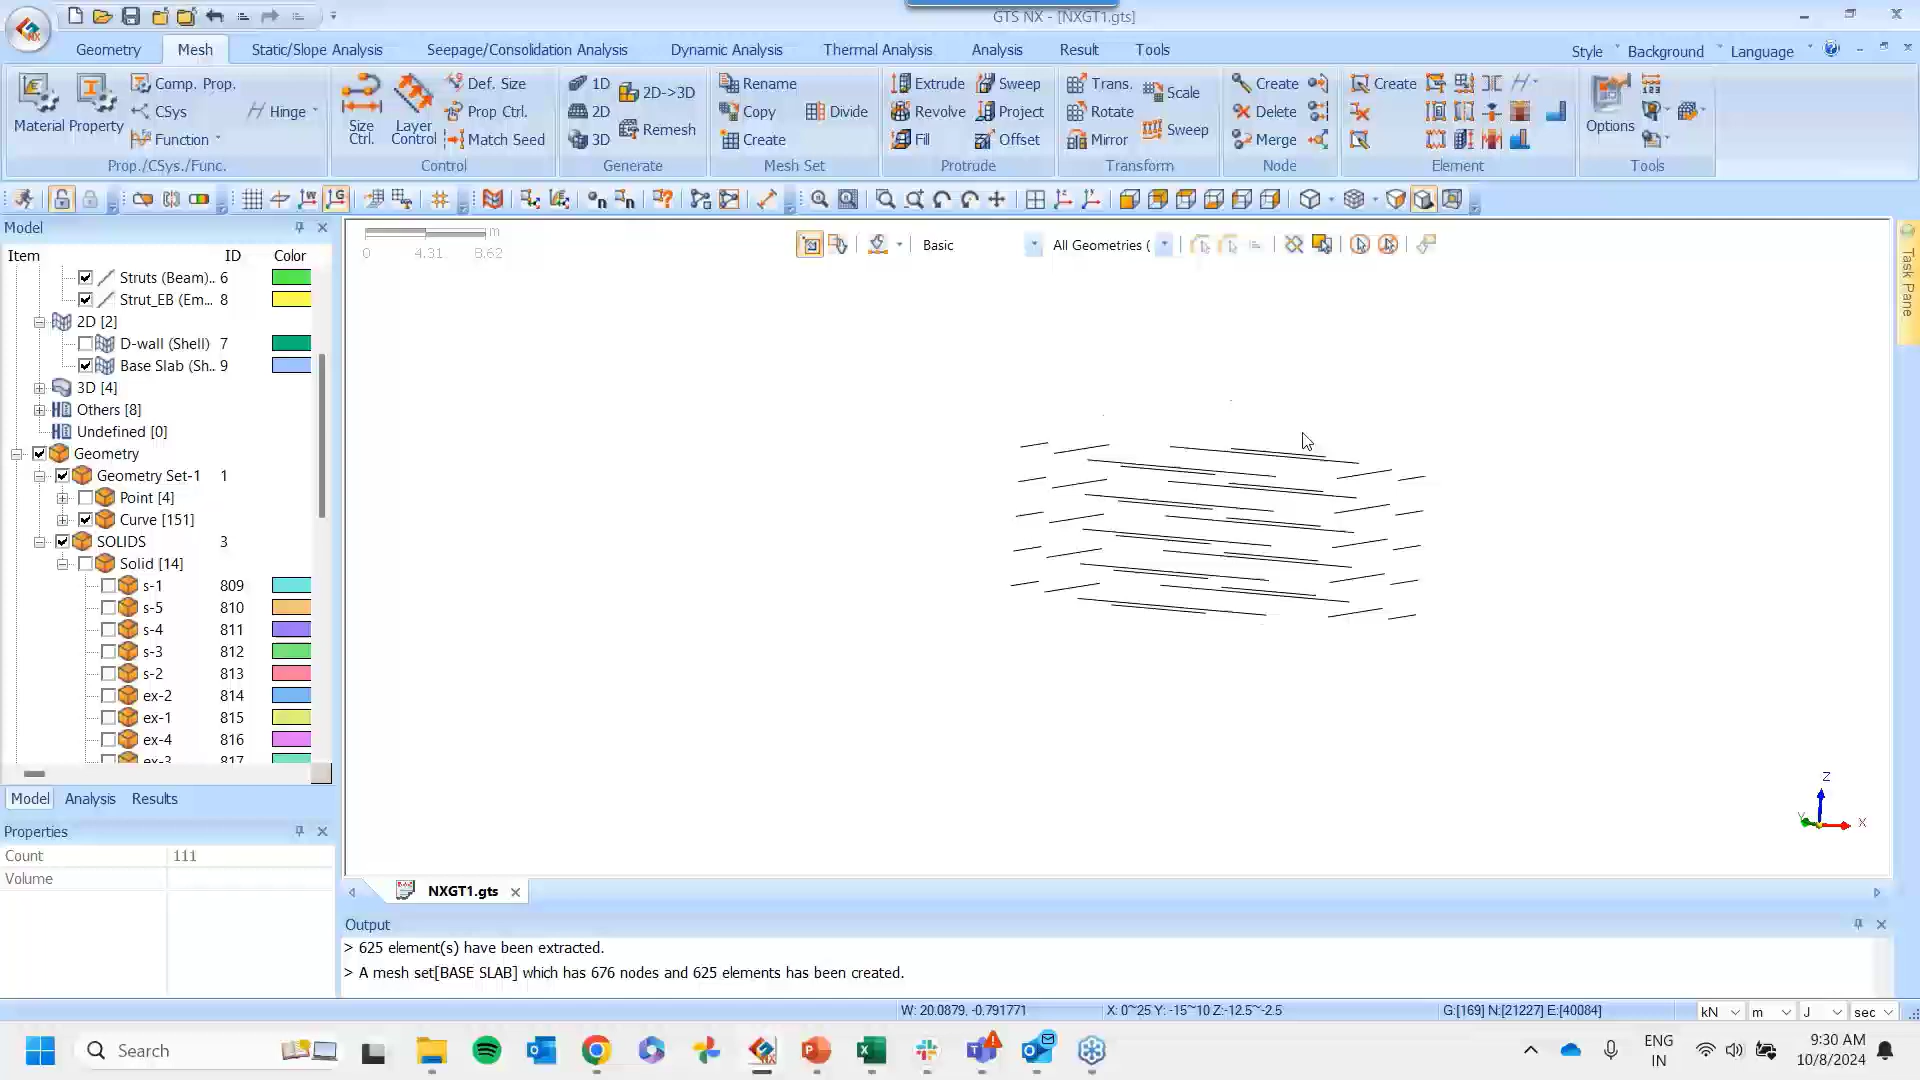 GTS NX - [NXGT1.gts]
Geometry Mesh Static/Slope Analysis Seepage/Consolidation Analysis Dynamic Analysis Thermal Analysis Analysis Result Tools Style Background Language
Comp. Prop. Def. Size 1D 2D->3D Rename Extrude Sweep Trans. Scale Create Create
CSys Hinge Prop Ctrl. 2D Copy Divide Revolve Project Rotate Delete
Material Property Function Size Ctrl. Layer Control Match Seed 3D Remesh Create Fill Offset Mirror Sweep Merge Options
Prop./CSys./Func. Control Generate Mesh Set Protrude Transform Node Element Tools
Model
Item ID Color
Struts (Beam).. 6
Strut_EB (Em... 8
2D [2]
D-wall (Shell) 7
Base Slab (Sh.. 9
3D [4]
Others [8]
Undefined [0]
Geometry
Geometry Set-1 1
Point [4]
Curve [151]
SOLIDS 3
Solid [14]
s-1 809
s-5 810
s-4 811
s-3 812
s-2 813
ex-2 814
ex-1 815
ex-4 816
ex-3 817
Model Analysis Results
Properties
Count 111
Volume
m
0 4.31 8.62
Basic All Geometries (
Task Pane
Z
Y X
NXGT1.gts
Output
> 625 element(s) have been extracted.
> A mesh set[BASE SLAB] which has 676 nodes and 625 elements has been created.
W: 20.0879, -0.791771 X: 0~25 Y: -15~10 Z:-12.5~-2.5 G:[169] N:[21227] E:[40084] kN m J sec
Search
ENG
IN
9:30 AM
10/8/2024